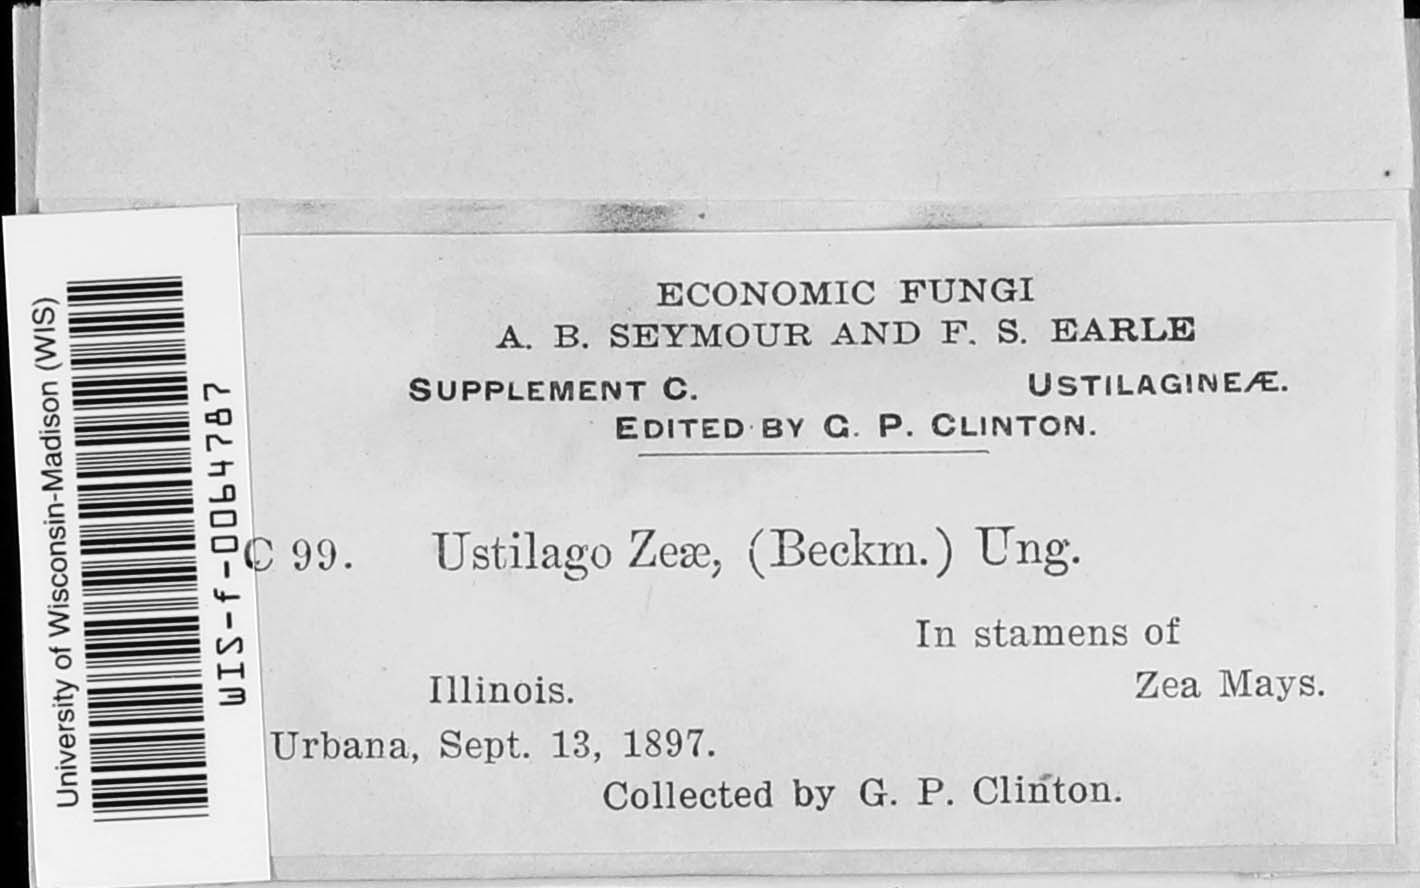 ECONOMIC FUNGI
A. B. SEYMOUR AND F. S. EARLE
SUPPLEMENT C. USTILAGINEÆ.
EDITED BY G. P. CLINTON.
C 99. Ustilago Zeæ, (Beckm.) Ung.
In stamens of
Illinois. Zea Mays.
Urbana, Sept. 13, 1897.
Collected by G. P. Clinton.
University of Wisconsin-Madison (WIS)
WIS-f-0064787